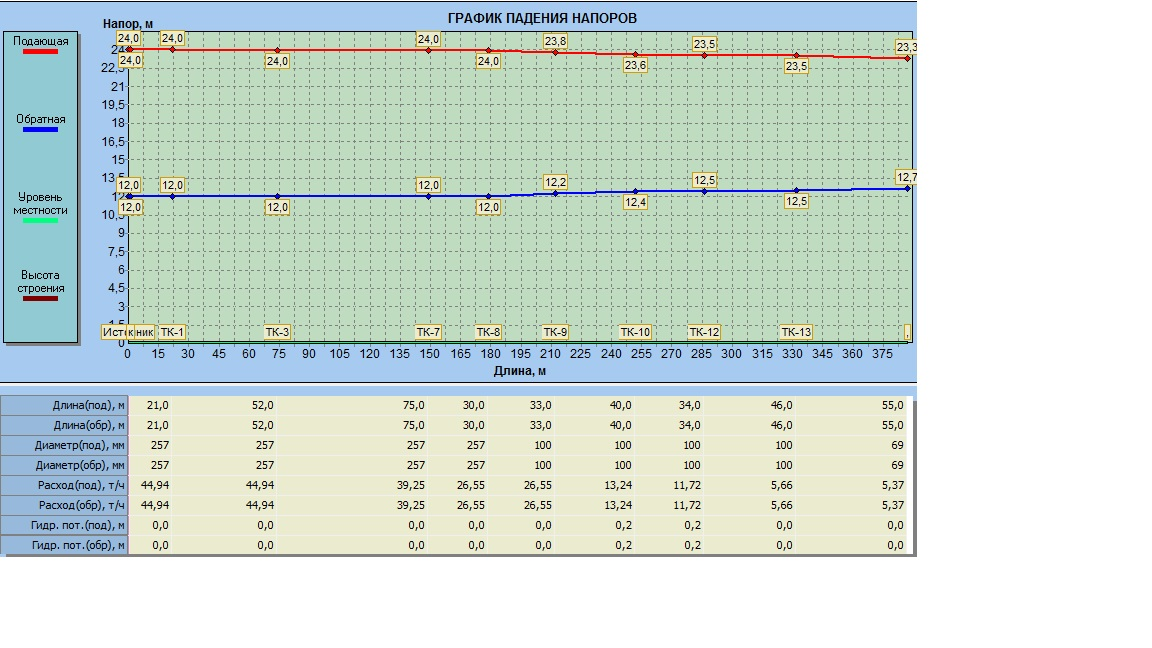 ГРАФИК ПАДЕНИЯ НАПОРОВ
Напор, м
Подающая
Обратная
Уровень
местности
Высота
строения
24,0 24,0 24,0 23,8 23,5 23,3
24,0 24,0 24,0 23,6 23,5
12,0 12,0 12,0 12,2 12,5 12,7
12,0 12,0 12,0 12,4 12,5
24
22,5
21
19,5
18
16,5
15
13,5
12
10,5
9
7,5
6
4,5
3
1,5
0
Источник ТК-1 ТК-3 ТК-7 ТК-8 ТК-9 ТК-10 ТК-12 ТК-13
0 15 30 45 60 75 90 105 120 135 150 165 180 195 210 225 240 255 270 285 300 315 330 345 360 375
Длина, м
Длина(под), м 21,0 52,0 75,0 30,0 33,0 40,0 34,0 46,0 55,0
Длина(обр), м 21,0 52,0 75,0 30,0 33,0 40,0 34,0 46,0 55,0
Диаметр(под), мм 257 257 257 257 100 100 100 100 69
Диаметр(обр), мм 257 257 257 257 100 100 100 100 69
Расход(под), т/ч 44,94 44,94 39,25 26,55 26,55 13,24 11,72 5,66 5,37
Расход(обр), т/ч 44,94 44,94 39,25 26,55 26,55 13,24 11,72 5,66 5,37
Гидр. пот.(под), м 0,0 0,0 0,0 0,0 0,0 0,2 0,2 0,0 0,0
Гидр. пот.(обр), м 0,0 0,0 0,0 0,0 0,0 0,2 0,2 0,0 0,0